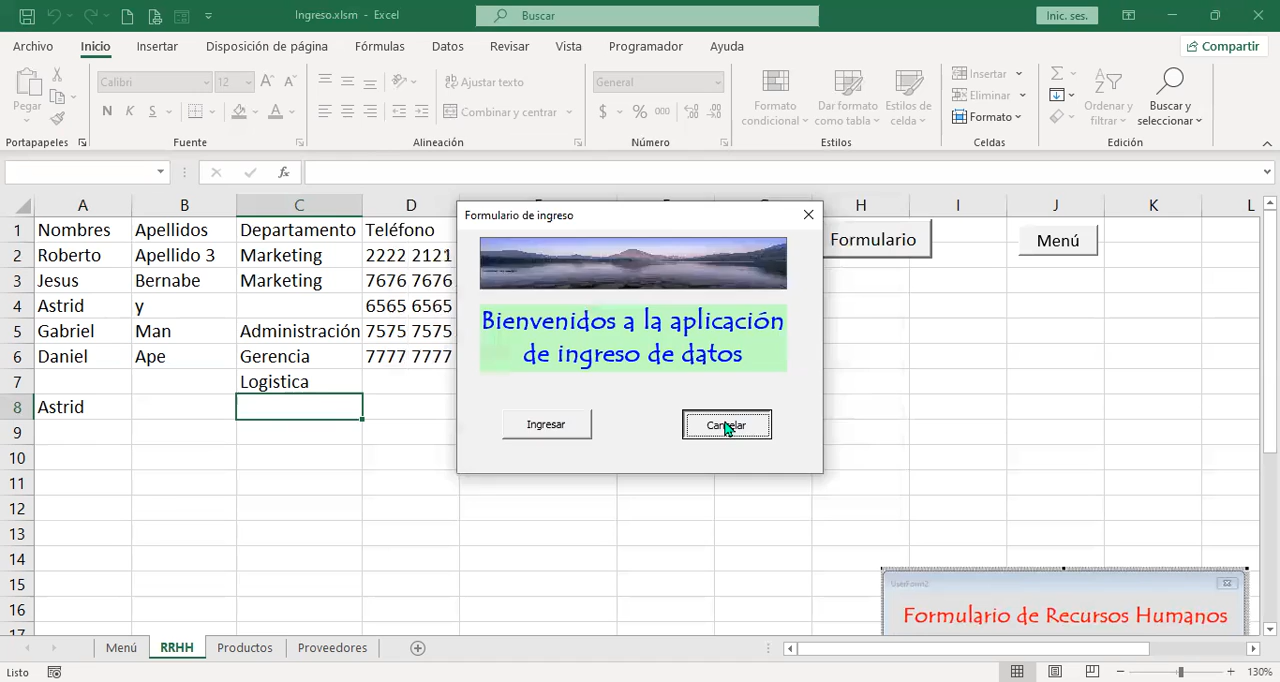 Ingreso.xlsm - Excel
Buscar
Inic. ses.
Archivo Inicio Insertar Disposición de página Fórmulas Datos Revisar Vista Programador Ayuda
Compartir
Pegar
Portapapeles
Calibri 12
N K S
Fuente
Ajustar texto
Combinar y centrar
Alineación
General
$ % 000
Número
Formato condicional
Dar formato como tabla
Estilos de celda
Estilos
Insertar
Eliminar
Formato
Celdas
Ordenar y filtrar
Buscar y seleccionar
Edición
A B C D H I J K L
1 Nombres Apellidos Departamento Teléfono
2 Roberto Apellido 3 Marketing 2222 2121
3 Jesus Bernabe Marketing 7676 7676
4 Astrid y 6565 6565
5 Gabriel Man Administración 7575 7575
6 Daniel Ape Gerencia 7777 7777
7 Logistica
8 Astrid
9
10
11
12
13
14
15
16
17
Formulario
Menú
Formulario de ingreso
Bienvenidos a la aplicación
de ingreso de datos
Ingresar
Cancelar
UserForm2
Formulario de Recursos Humanos
Menú RRHH Productos Proveedores
Listo
130%